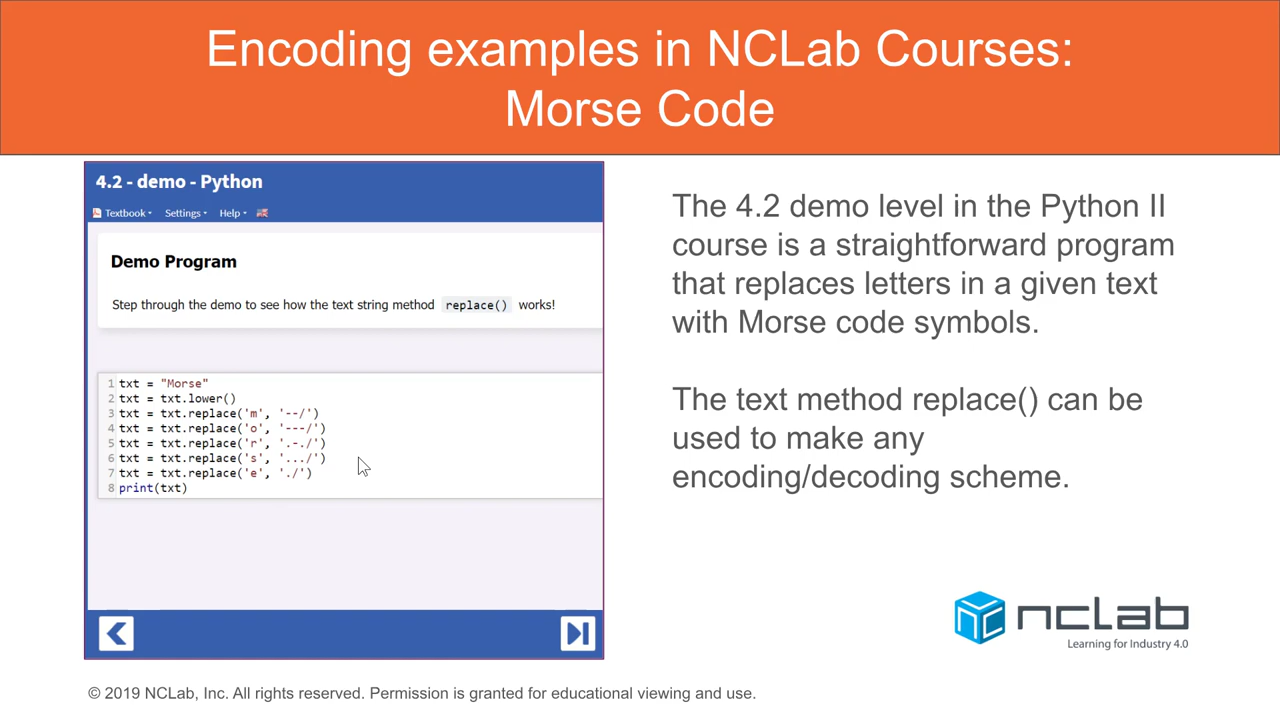 Encoding examples in NCLab Courses:
Morse Code
4.2 - demo - Python
Textbook Settings Help
Demo Program
Step through the demo to see how the text string method replace() works!
1 txt = "Morse"
2 txt = txt.lower()
3 txt = txt.replace('m', '--/')
4 txt = txt.replace('o', '---/')
5 txt = txt.replace('r', '.-./')
6 txt = txt.replace('s', '.../')
7 txt = txt.replace('e', './')
8 print(txt)
The 4.2 demo level in the Python II
course is a straightforward program
that replaces letters in a given text
with Morse code symbols.
The text method replace() can be
used to make any
encoding/decoding scheme.
nclab
Learning for Industry 4.0
© 2019 NCLab, Inc. All rights reserved. Permission is granted for educational viewing and use.